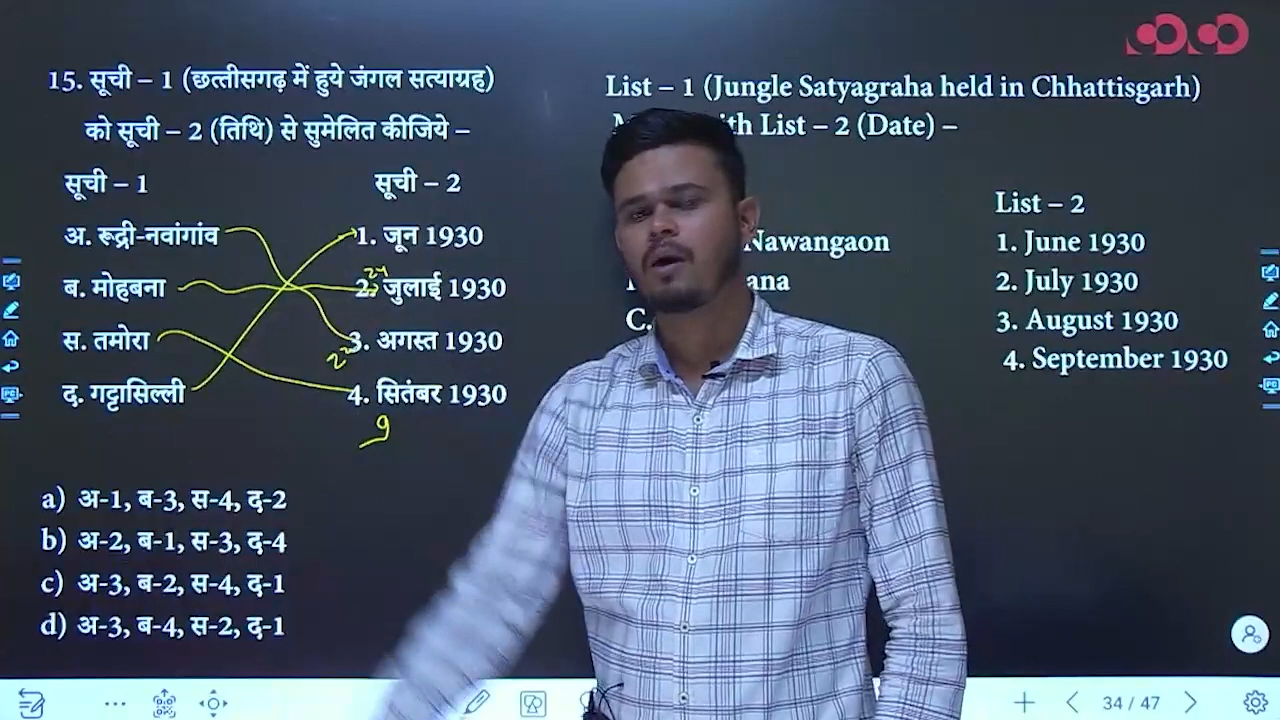 15. सूची – 1 (छत्तीसगढ़ में हुये जंगल सत्याग्रह)
को सूची – 2 (तिथि) से सुमेलित कीजिये –
सूची – 1 सूची – 2
अ. रूद्री-नवांगांव 1. जून 1930
ब. मोहबना 2. जुलाई 1930
24
स. तमोरा 3. अगस्त 1930
द. गट्टासिल्ली 4. सितंबर 1930
9
a) अ-1, ब-3, स-4, द-2
b) अ-2, ब-1, स-3, द-4
c) अ-3, ब-2, स-4, द-1
d) अ-3, ब-4, स-2, द-1
List – 1 (Jungle Satyagraha held in Chhattisgarh)
with List – 2 (Date) –
List – 2
Nawangaon 1. June 1930
2. July 1930
C. 3. August 1930
4. September 1930
34 / 47